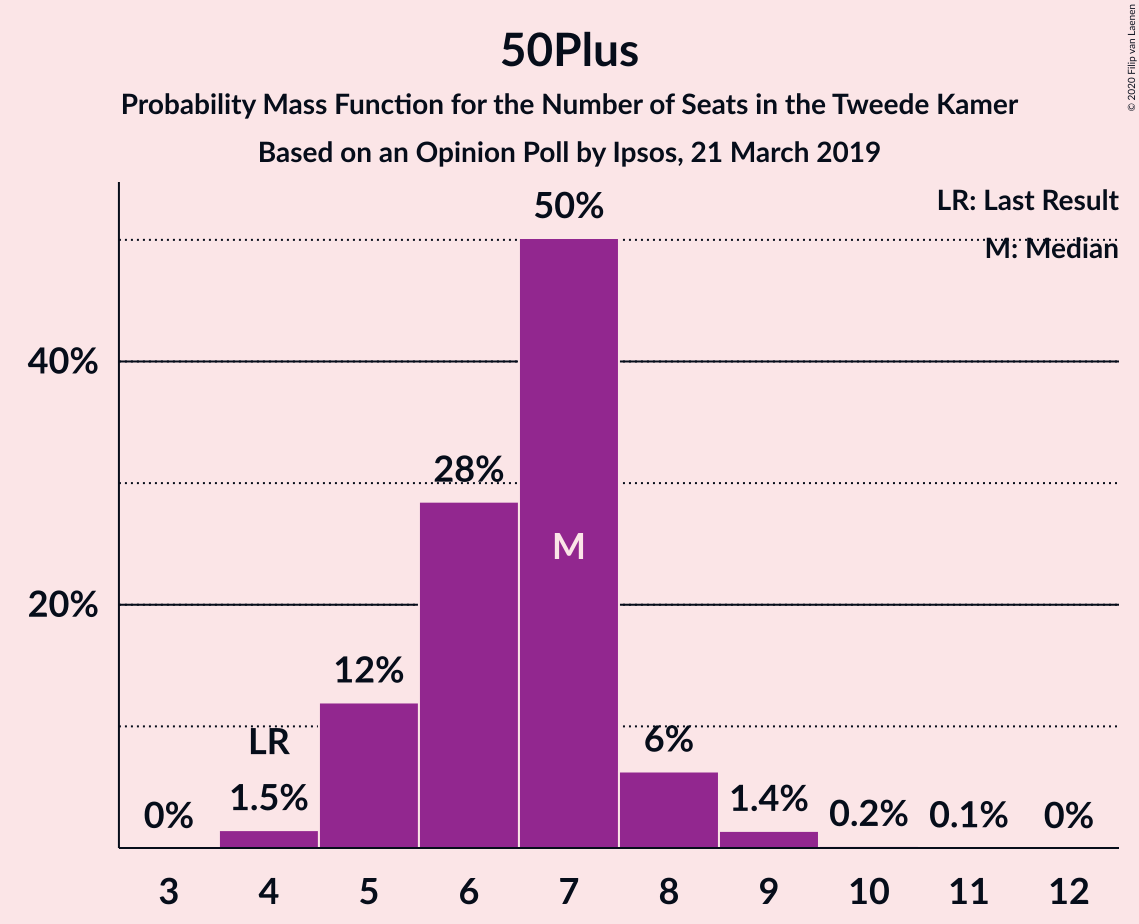 50Plus
Probability Mass Function for the Number of Seats in the Tweede Kamer
Based on an Opinion Poll by Ipsos, 21 March 2019
© 2020 Filip van Laenen
LR: Last Result
M: Median
50%
40%
28%
M
20%
12%
LR
6%
0%
1.5%
1.4%
0.2%
0.1%
0%
3 4 5 6 7 8 9 10 11 12